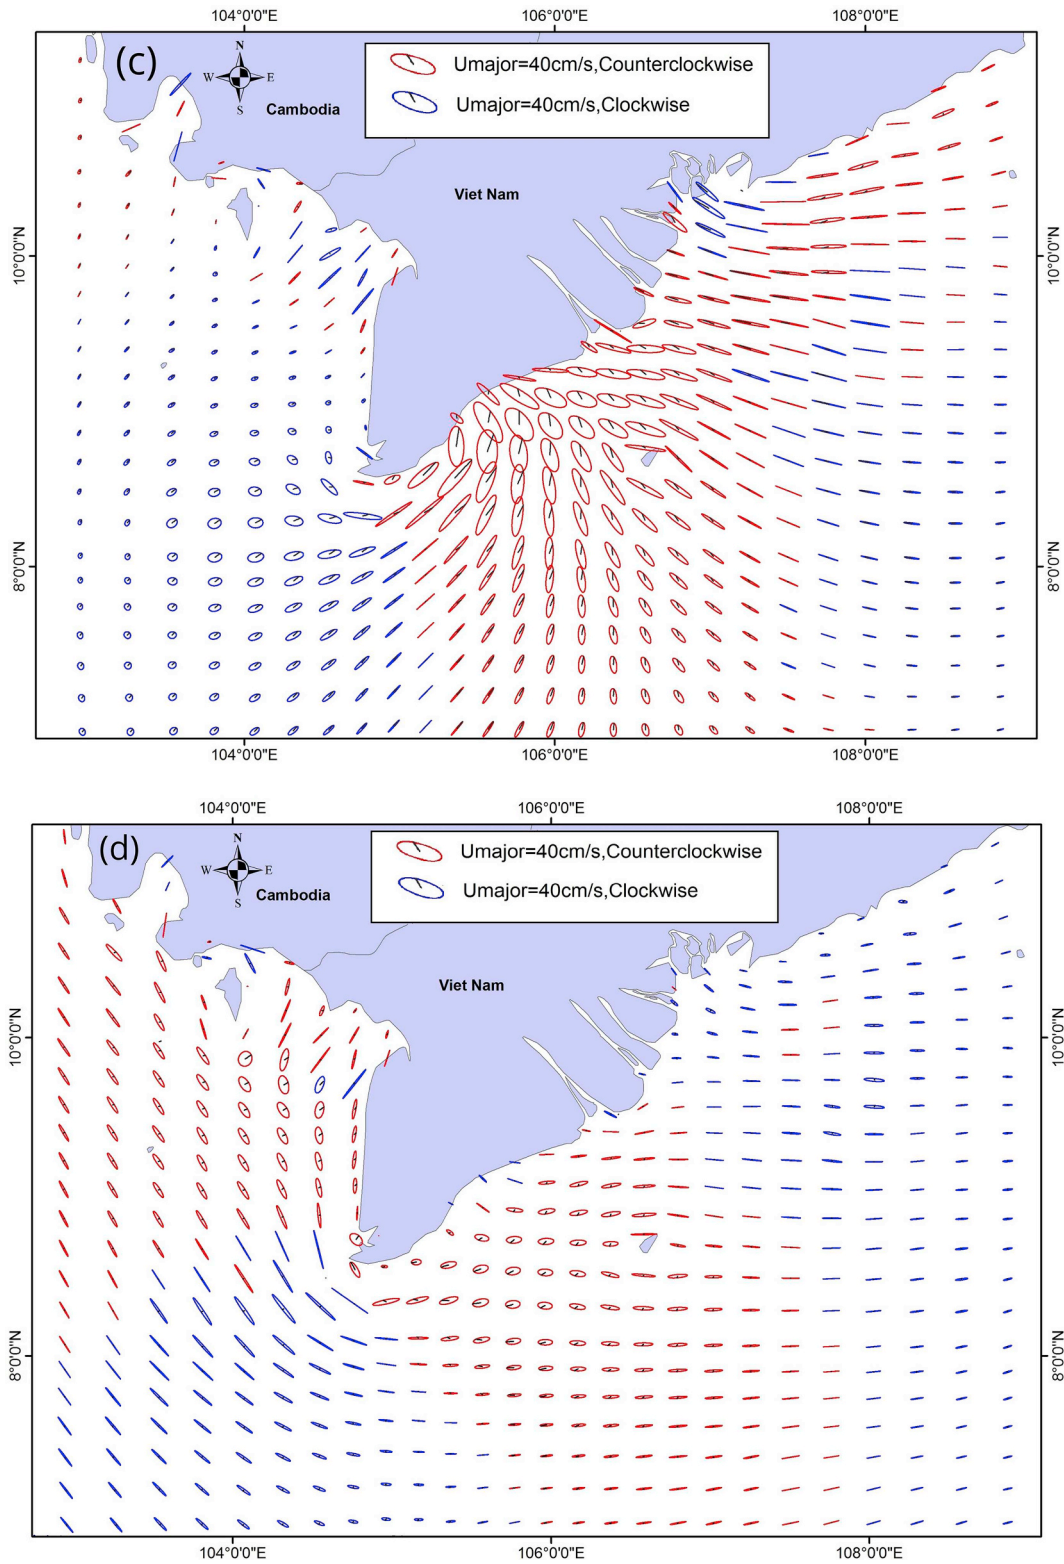 104°0'0"E 106°0'0"E 108°0'0"E
(c)
N
W E
S
Cambodia
Umajor=40cm/s,Counterclockwise
Umajor=40cm/s,Clockwise
Viet Nam
10°0'0"N 10°0'0"N
8°0'0"N 8°0'0"N
104°0'0"E 106°0'0"E 108°0'0"E
104°0'0"E 106°0'0"E 108°0'0"E
(d)
N
W E
S
Cambodia
Umajor=40cm/s,Counterclockwise
Umajor=40cm/s,Clockwise
Viet Nam
10°0'0"N 10°0'0"N
8°0'0"N 8°0'0"N
104°0'0"E 106°0'0"E 108°0'0"E